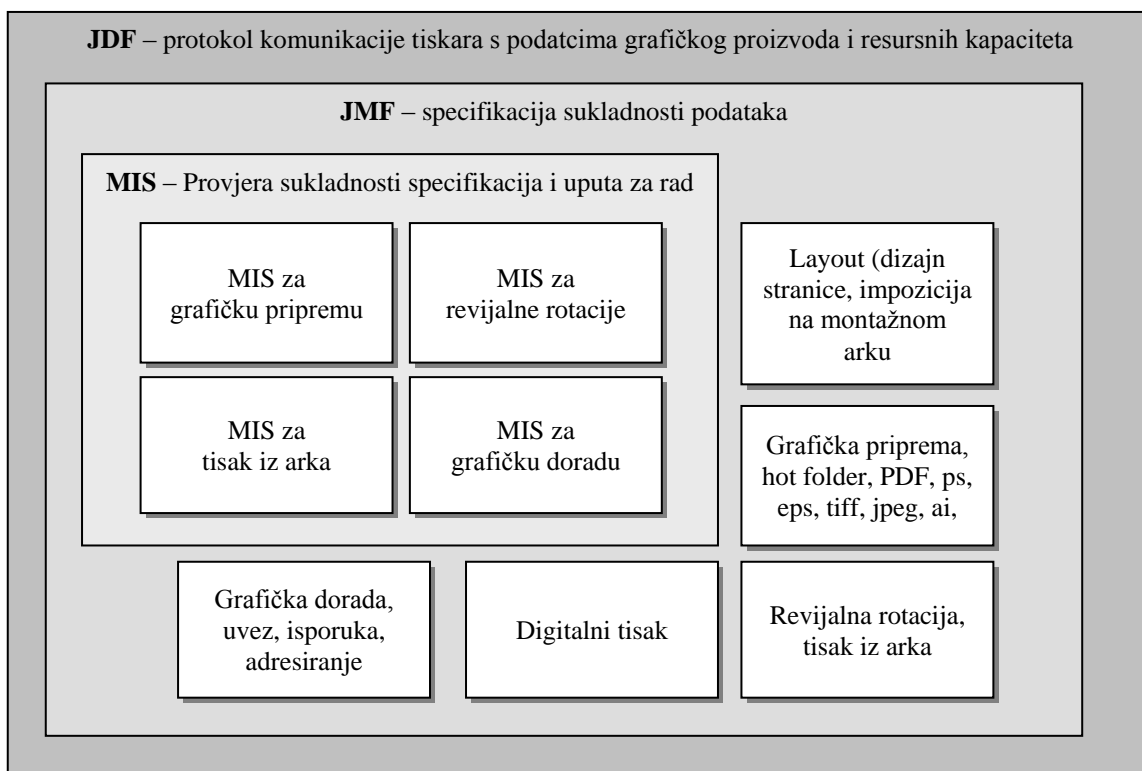 JDF – protokol komunikacije tiskara s podatcima grafičkog proizvoda i resursnih kapaciteta
JMF – specifikacija sukladnosti podataka
MIS – Provjera sukladnosti specifikacija i uputa za rad
MIS za
grafičku pripremu
MIS za
revijalne rotacije
Layout (dizajn
stranice, impozicija
na montažnom
arku
MIS za
tisak iz arka
MIS za
grafičku doradu
Grafička priprema,
hot folder, PDF, ps,
eps, tiff, jpeg, ai,
Grafička dorada,
uvez, isporuka,
adresiranje
Digitalni tisak
Revijalna rotacija,
tisak iz arka